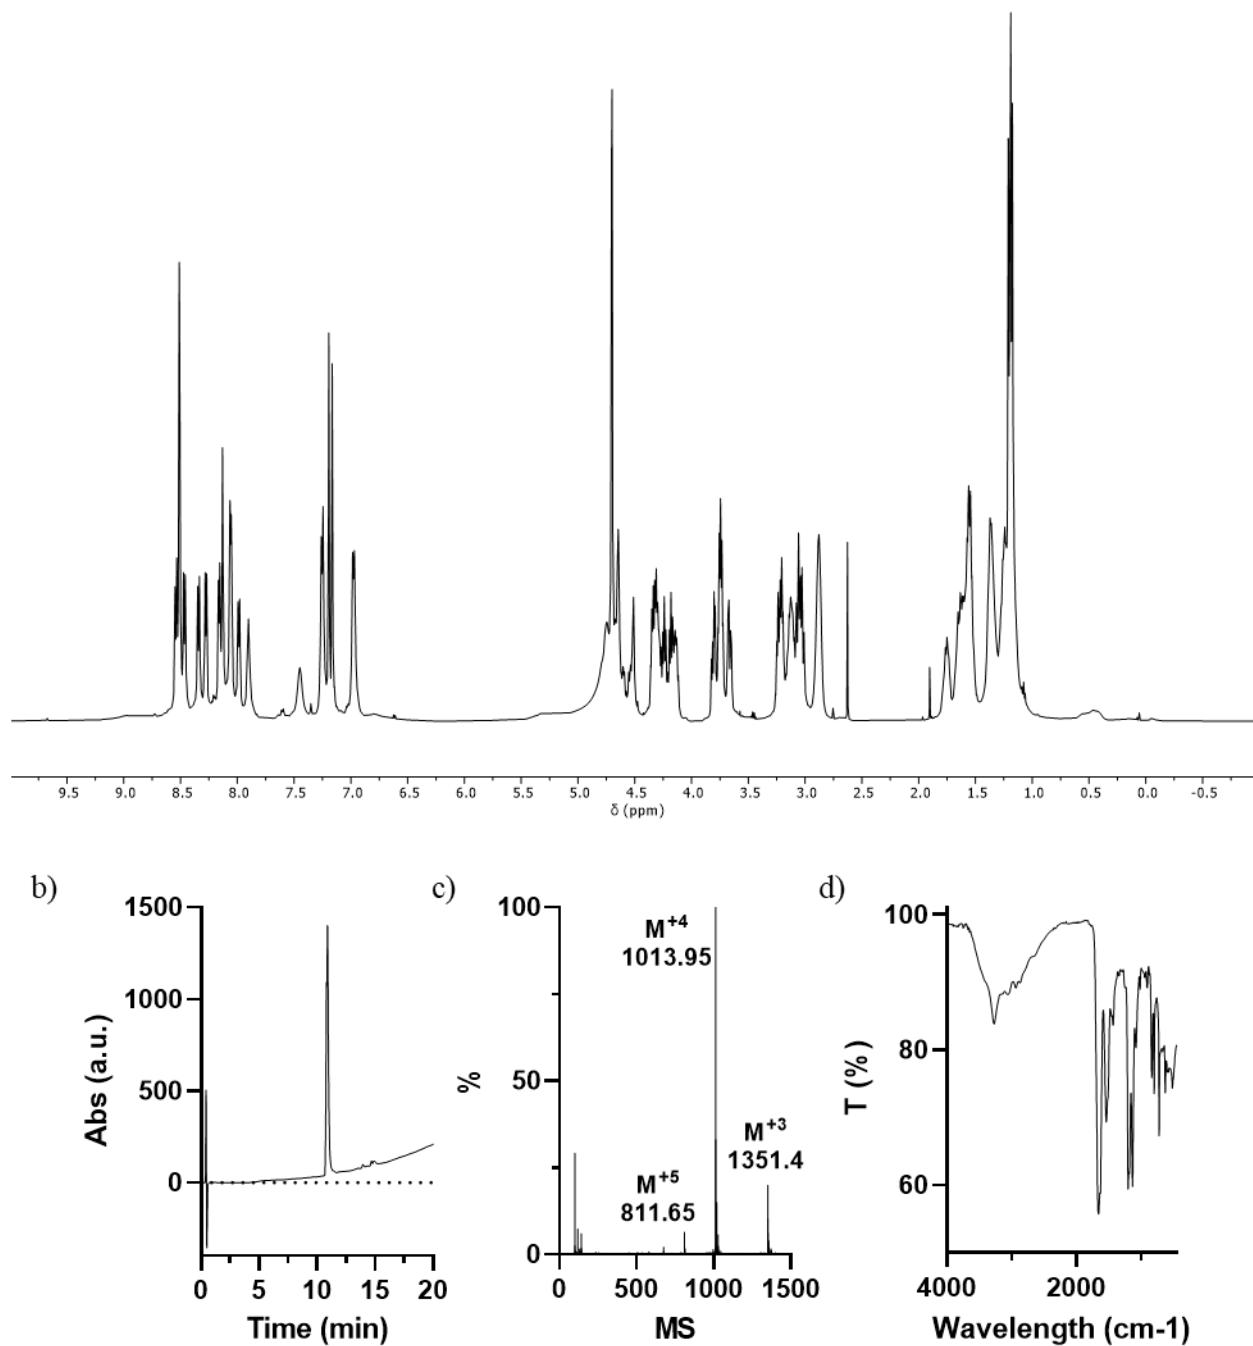 9.5 9.0 8.5 8.0 7.5 7.0 6.5 6.0 5.5 5.0 4.5 4.0 3.5 3.0 2.5 2.0 1.5 1.0 0.5 0.0 -0.5
δ (ppm)
b)
1500
1000
500
0
Abs (a.u.)
0 5 10 15 20
Time (min)
c)
100
50
0
%
M+4
1013.95
M+3
1351.4
M+5
811.65
0 500 1000 1500
MS
d)
100
80
60
T (%)
4000 2000
Wavelength (cm-1)